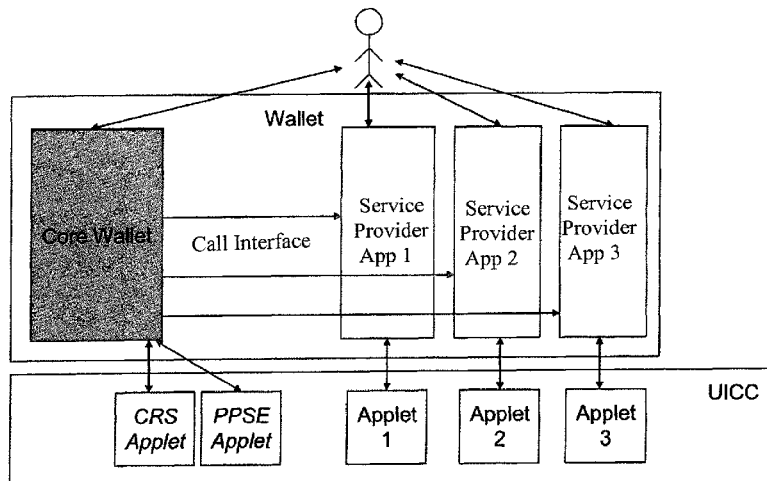 Wallet
Core Wallet
Call Interface
Service
Provider
App 1
Service
Provider
App 2
Service
Provider
App 3
UICC
CRS
Applet
PPSE
Applet
Applet
1
Applet
2
Applet
3